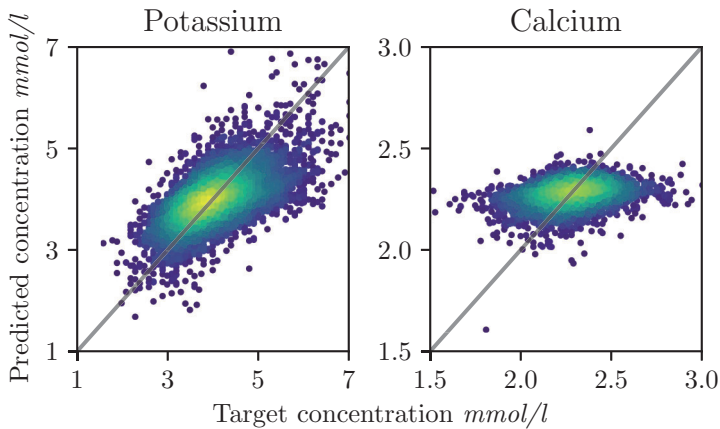 Potassium
Calcium
Predicted concentration mmol/l
7
5
3
1
1 3 5 7
3.0
2.5
2.0
1.5
1.5 2.0 2.5 3.0
Target concentration mmol/l